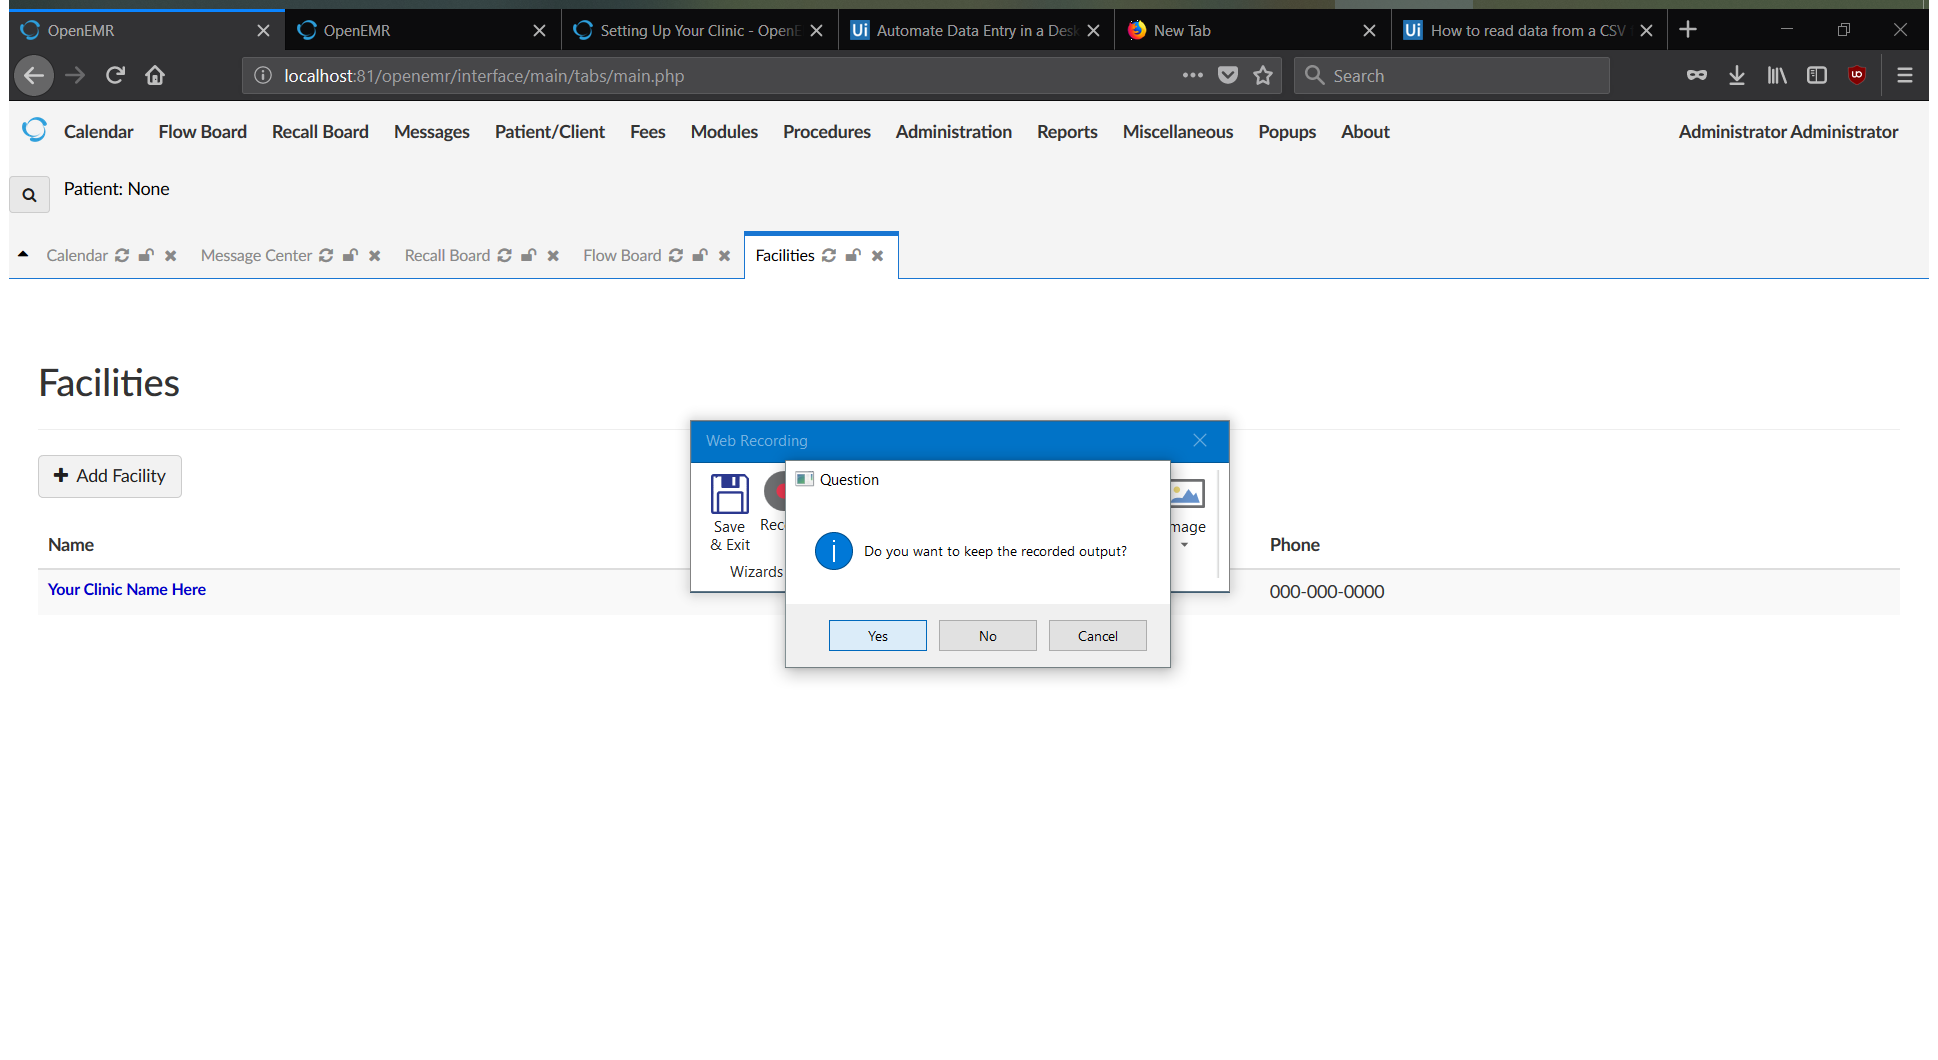 OpenEMR
OpenEMR
Setting Up Your Clinic - OpenE
Automate Data Entry in a Desk
New Tab
How to read data from a CSV
localhost:81/openemr/interface/main/tabs/main.php
Search
Calendar Flow Board Recall Board Messages Patient/Client Fees Modules Procedures Administration Reports Miscellaneous Popups About Administrator Administrator
Patient: None
Calendar Message Center Recall Board Flow Board Facilities
Facilities
Add Facility
Web Recording
Question
Save
& Exit
Rec
Wizards
mage
Do you want to keep the recorded output?
Yes No Cancel
Name Phone
Your Clinic Name Here 000-000-0000